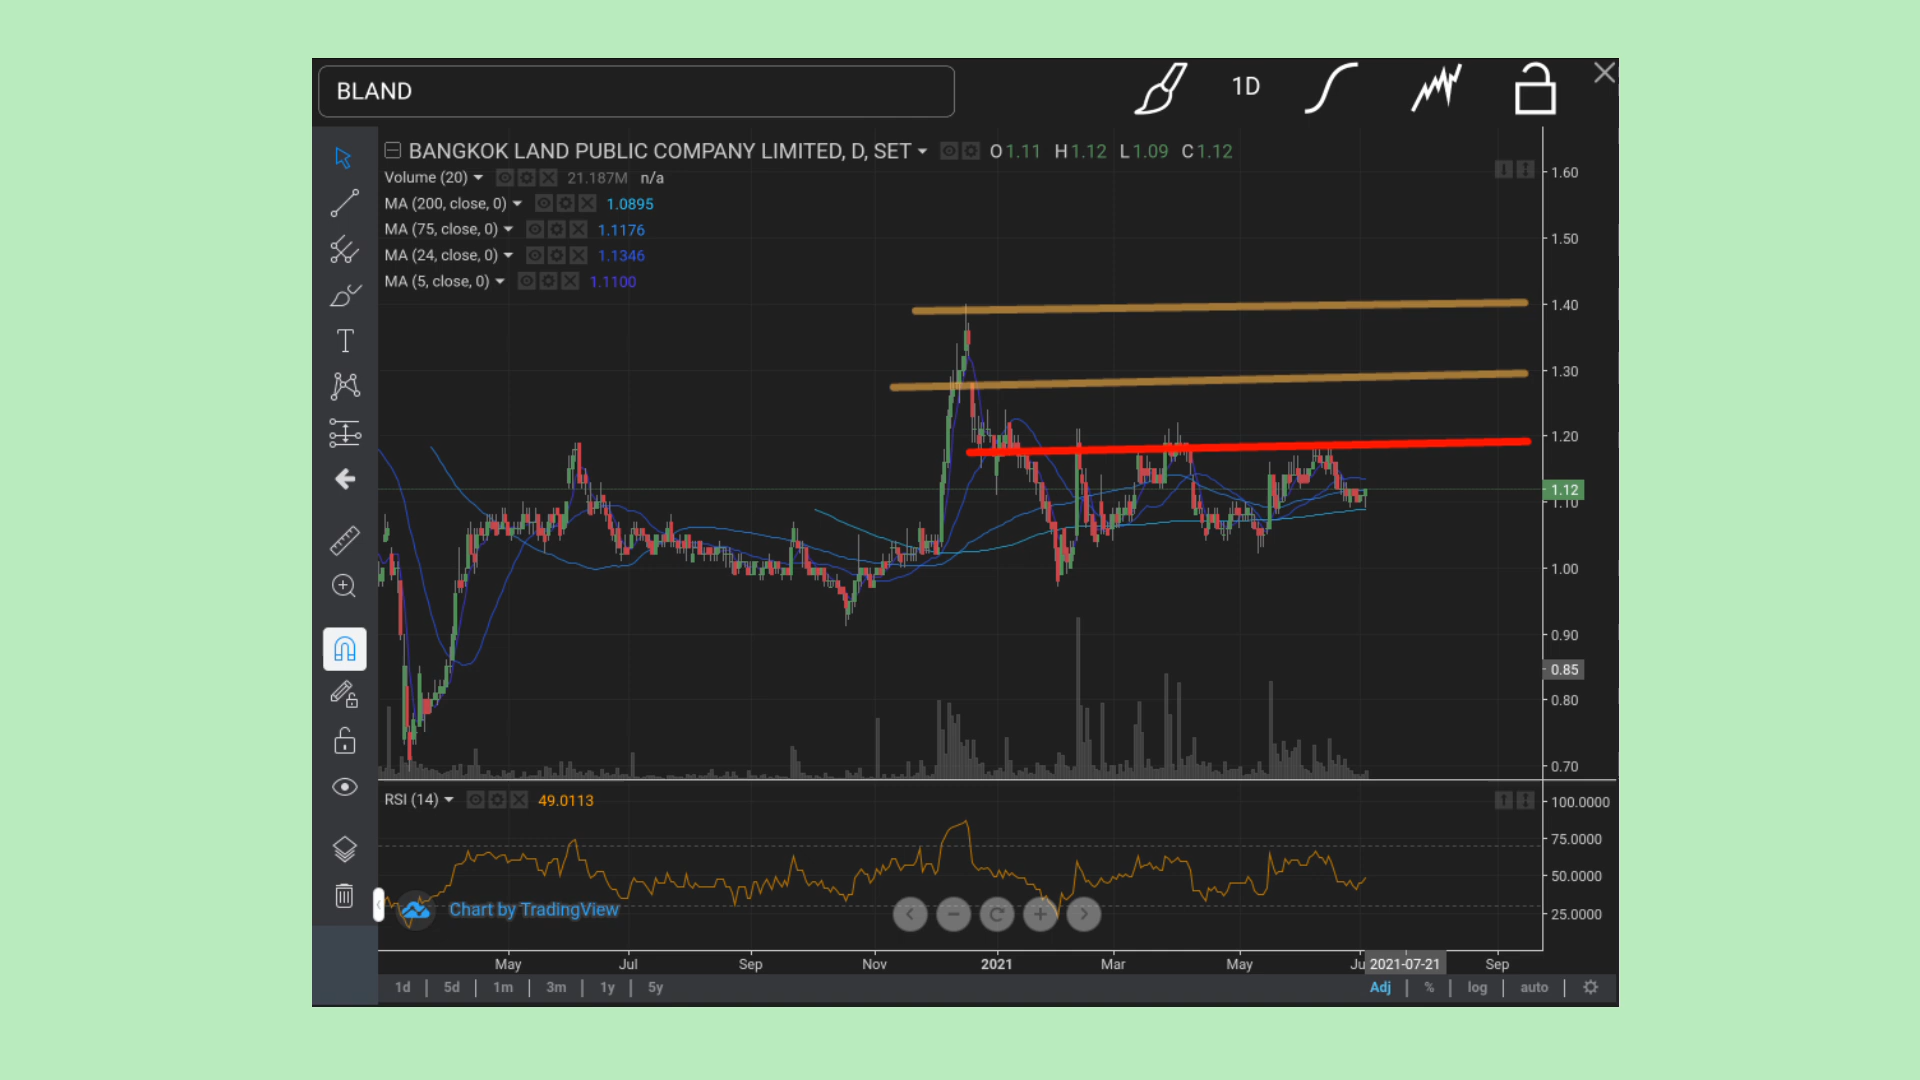 BLAND
1D
BANGKOK LAND PUBLIC COMPANY LIMITED, D, SET O 1.11 H 1.12 L 1.09 C 1.12
Volume (20) 21.187M n/a
MA (200, close, 0) 1.0895
MA (75, close, 0) 1.1176
MA (24, close, 0) 1.1346
MA (5, close, 0) 1.1100
1.60
1.50
1.40
1.30
1.20
1.12
1.10
1.00
0.90
0.85
0.80
0.70
RSI (14) 49.0113
100.0000
75.0000
50.0000
25.0000
Chart by TradingView
May Jul Sep Nov 2021 Mar May Ju 2021-07-21 Sep
1d 5d 1m 3m 1y 5y Adj % log auto